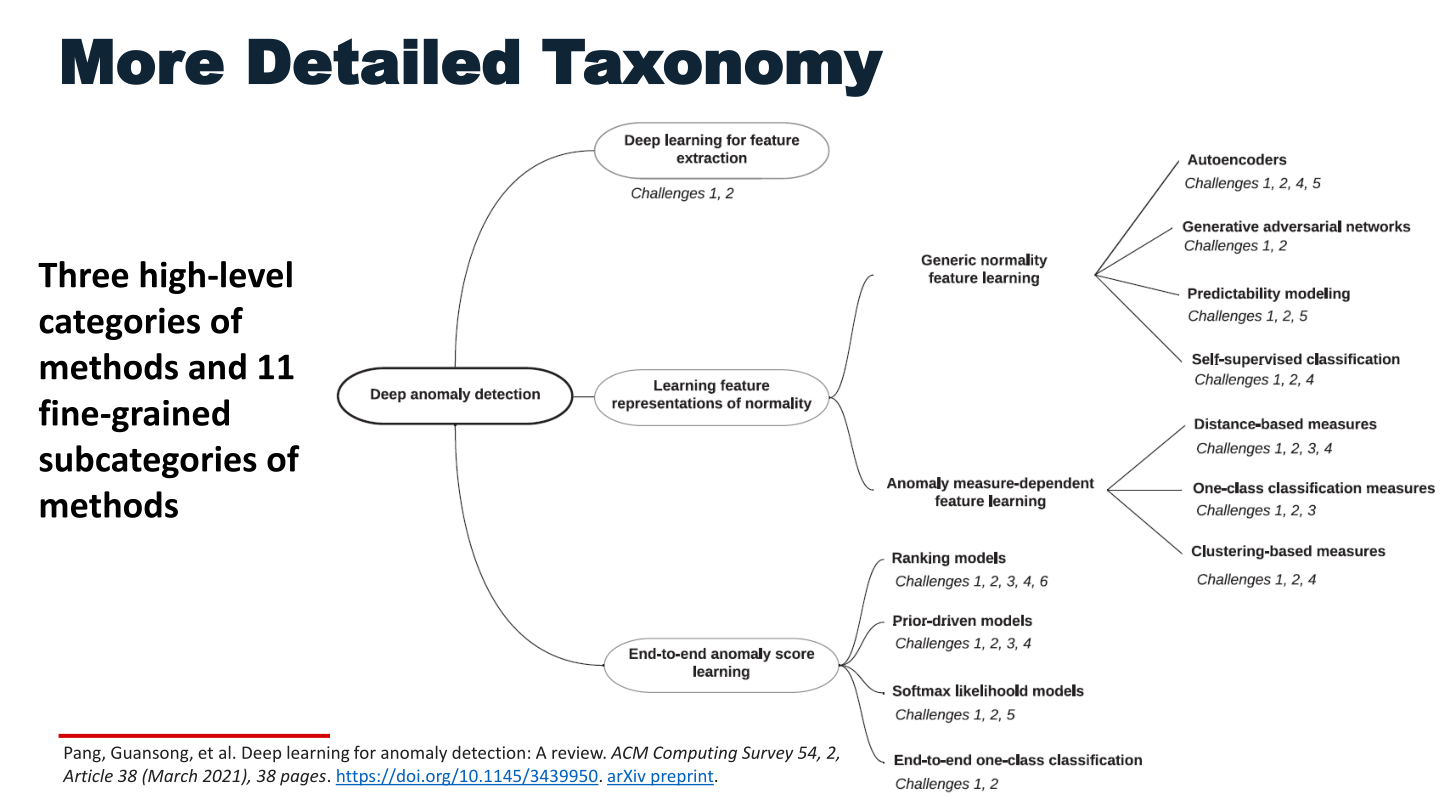 More Detailed Taxonomy
Three high-level
categories of
methods and 11
fine-grained
subcategories of
methods
Deep anomaly detection
Deep learning for feature
extraction
Challenges 1, 2
Learning feature
representations of normality
Generic normality
feature learning
Autoencoders
Challenges 1, 2, 4, 5
Generative adversarial networks
Challenges 1, 2
Predictability modeling
Challenges 1, 2, 5
Self-supervised classification
Challenges 1, 2, 4
Anomaly measure-dependent
feature learning
Distance-based measures
Challenges 1, 2, 3, 4
One-class classification measures
Challenges 1, 2, 3
Clustering-based measures
Challenges 1, 2, 4
End-to-end anomaly score
learning
Ranking models
Challenges 1, 2, 3, 4, 6
Prior-driven models
Challenges 1, 2, 3, 4
Softmax likelihoold models
Challenges 1, 2, 5
End-to-end one-class classification
Challenges 1, 2
Pang, Guansong, et al. Deep learning for anomaly detection: A review. ACM Computing Survey 54, 2,
Article 38 (March 2021), 38 pages. https://doi.org/10.1145/3439950. arXiv preprint.